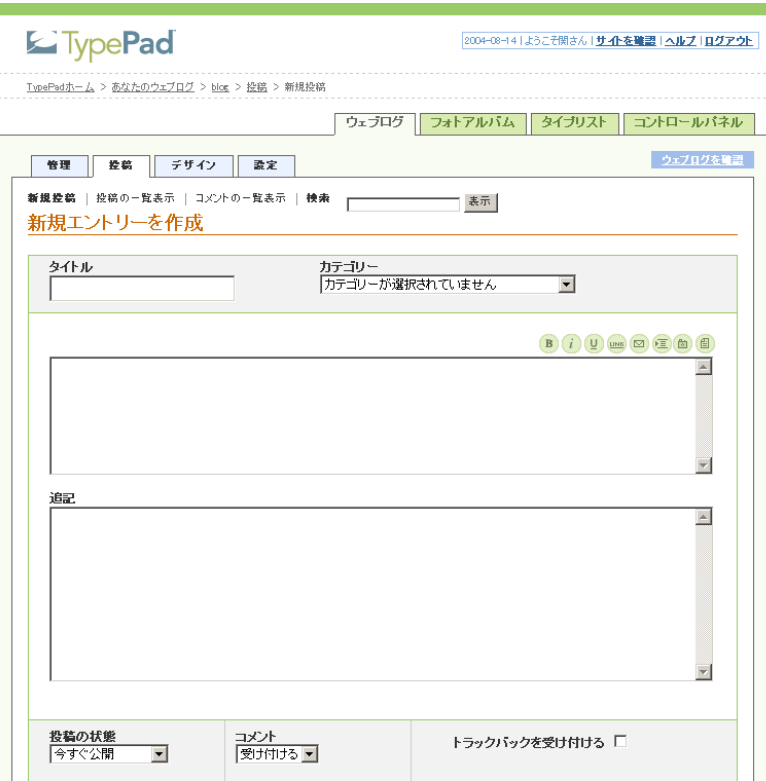 TypePad
2004-08-14 | ようこそ関さん | サイトを確認 | ヘルプ | ログアウト
TypePadホーム > あなたのウェブログ > blog > 投稿 > 新規投稿
ウェブログ フォトアルバム タイプリスト コントロールパネル
管理 投稿 デザイン 設定 ウェブログを確認
新規投稿 | 投稿の一覧表示 | コメントの一覧表示 | 検索 表示
新規エントリーを作成
タイトル カテゴリー
カテゴリーが選択されていません
B i U LINK
追記
投稿の状態 コメント トラックバックを受け付ける
今すぐ公開 受け付ける